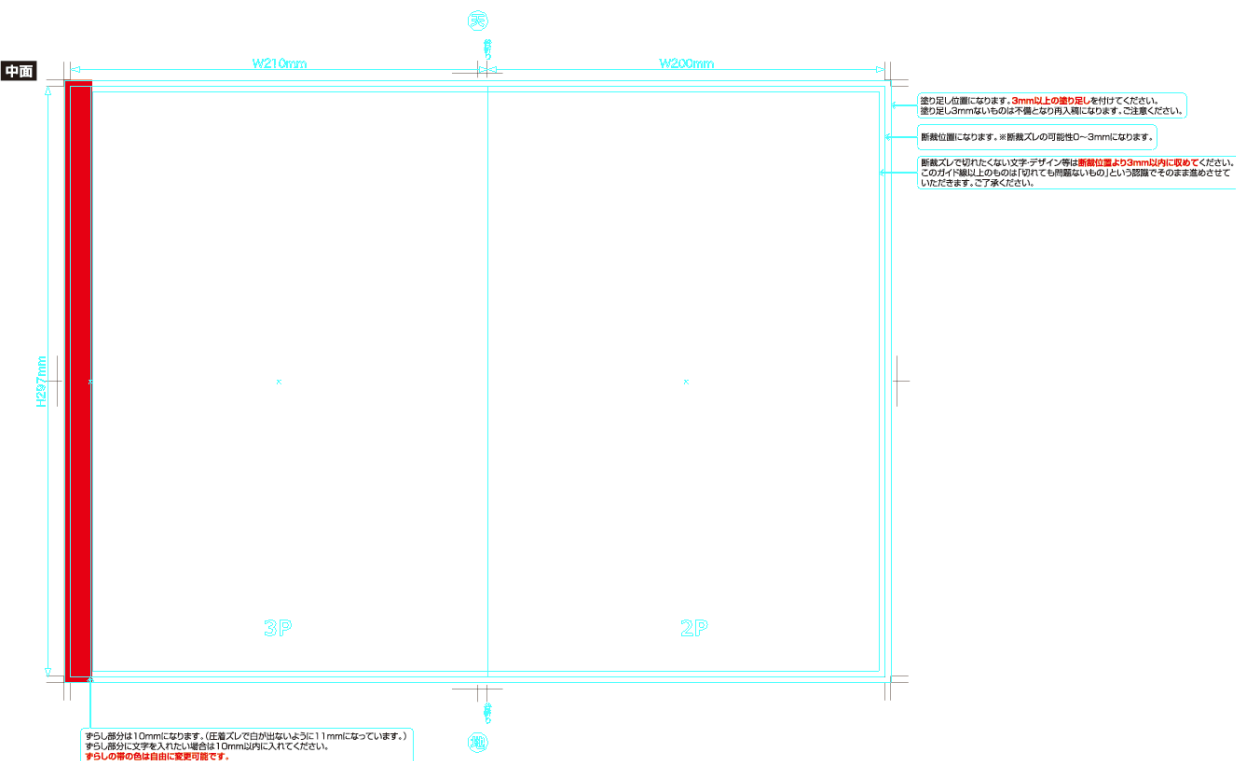 天
折り
中面
W210mm
W200mm
塗り足し位置になります。3mm以上の塗り足しを付けてください。
塗り足し3mmないものは不備となり再入稿になります。ご注意ください。
断裁位置になります。※断裁ズレの可能性0〜3mmになります。
断裁ズレで切れたくない文字・デザイン等は断裁位置より3mm以内に収めてください。
このガイド線以上のものは「切れても問題ないもの」という認識でそのまま進めさせて
いただきます。ご了承ください。
H297mm
3P
2P
折り
地
ずらし部分は10mmになります。(圧着ズレで白が出ないように11mmになっています。)
ずらし部分に文字を入れたい場合は10mm以内に入れてください。
ずらしの帯の色は自由に変更可能です。